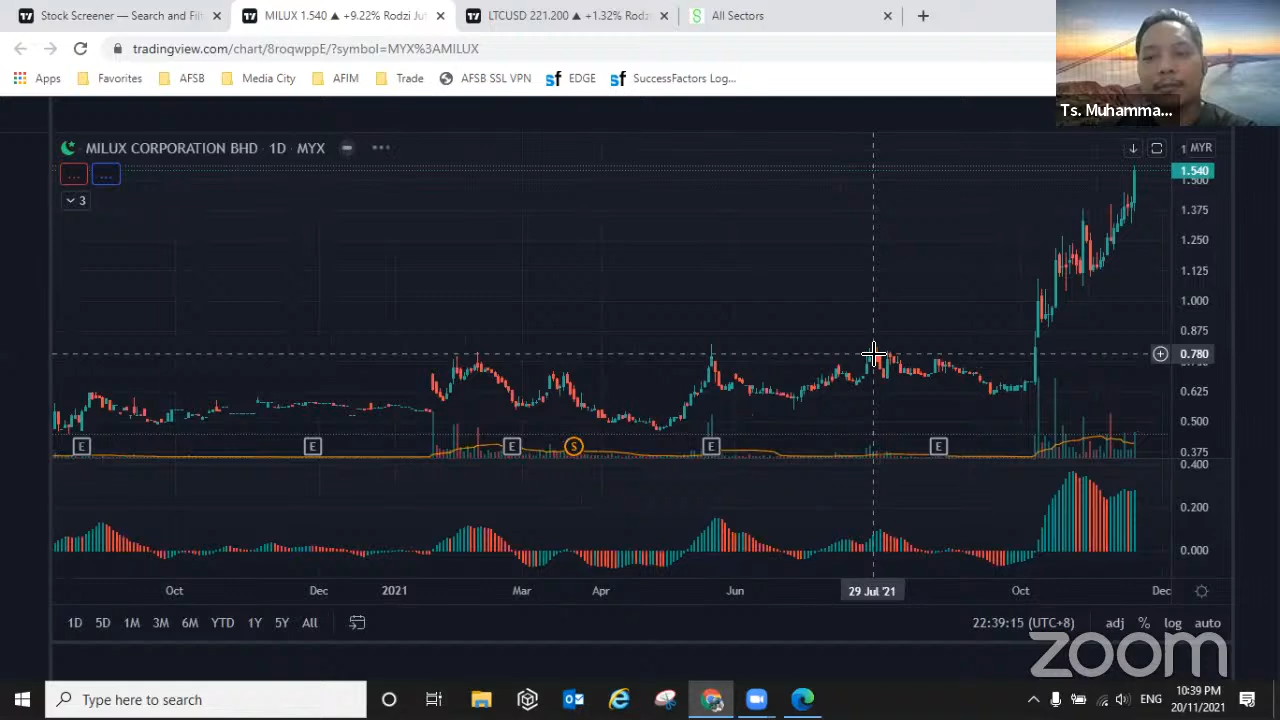 Stock Screener — Search and Filt
MILUX 1.540 ▲ +9.22% Rodzi Jut
LTCUSD 221.200 ▲ +1.32% Rodz
All Sectors
tradingview.com/chart/8roqwppE/?symbol=MYX%3AMILUX
Apps Favorites AFSB Media City AFIM Trade AFSB SSL VPN EDGE SuccessFactors Log...
Ts. Muhamma...
MILUX CORPORATION BHD · 1D · MYX
MYR
... ...
3
1.540
1.500
1.375
1.250
1.125
1.000
0.875
0.780
0.625
0.500
0.375
E E E S E E
0.400
0.200
0.000
Oct Dec 2021 Mar Apr Jun 29 Jul '21 Oct Dec
1D 5D 1M 3M 6M YTD 1Y 5Y All
22:39:15 (UTC+8) adj % log auto
zoom
Type here to search
ENG
10:39 PM
20/11/2021